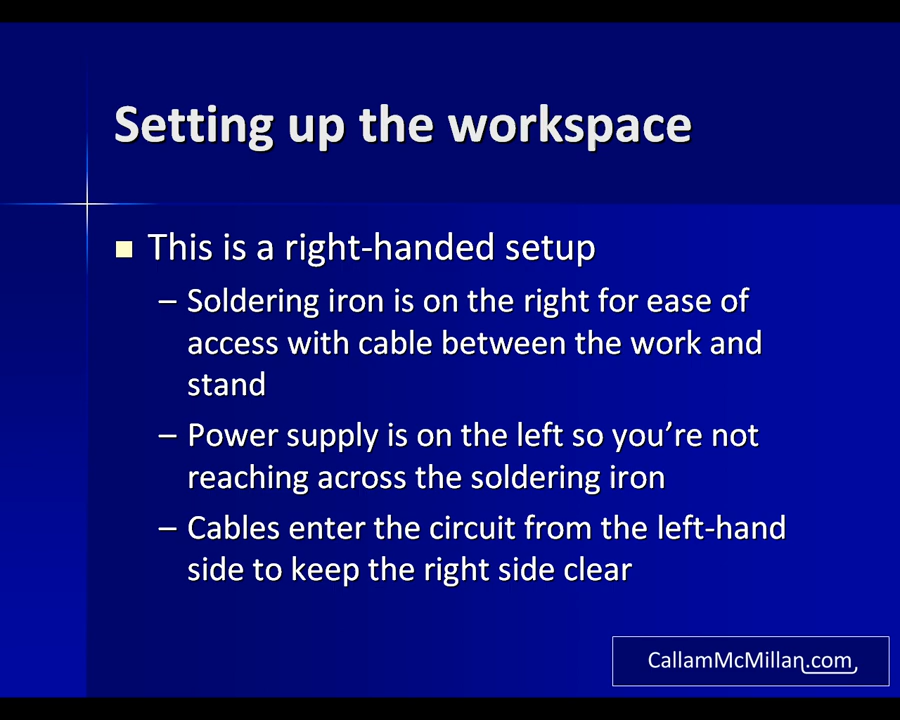 Setting up the workspace
This is a right-handed setup
– Soldering iron is on the right for ease of
access with cable between the work and
stand
– Power supply is on the left so you’re not
reaching across the soldering iron
– Cables enter the circuit from the left-hand
side to keep the right side clear
CallamMcMillan.com